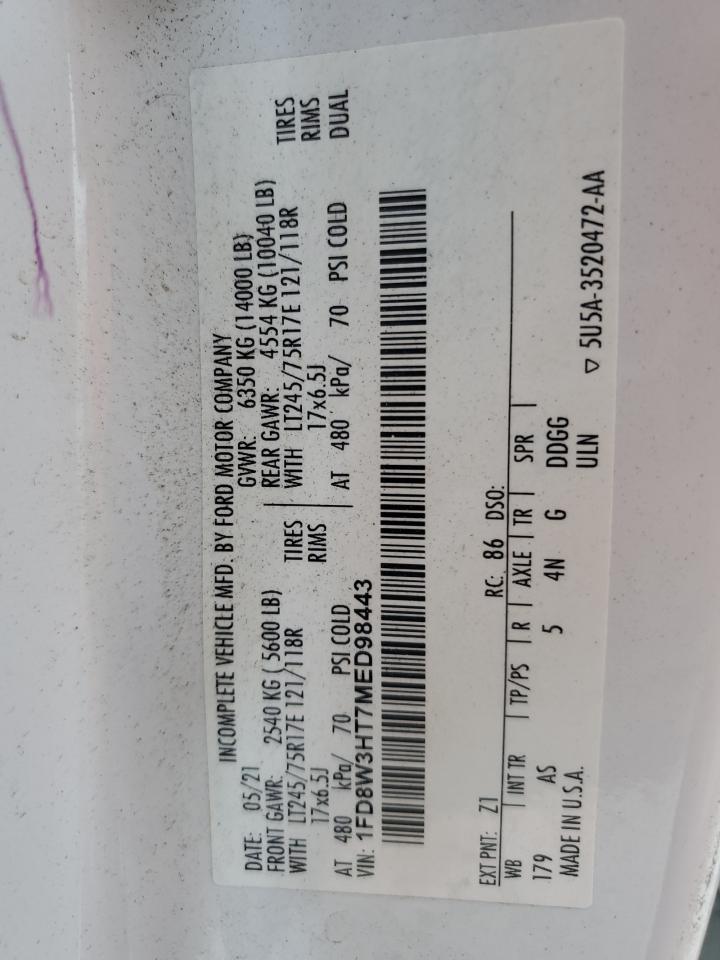 INCOMPLETE VEHICLE MFD. BY FORD MOTOR COMPANY
DATE: 05/21 GVWR: 6350 KG (14000 LB)
FRONT GAWR: 2540 KG ( 5600 LB) REAR GAWR: 4554 KG (10040 LB)
WITH LT245/75R17E 121/118R TIRES WITH LT245/75R17E 121/118R TIRES
17x6.5J RIMS 17x6.5J RIMS
AT 480 kPa/ 70 PSI COLD AT 480 kPa/ 70 PSI COLD DUAL
VIN: 1FD8W3HT7MED98443
EXT PNT: Z1 RC: 86 DSO:
WB INT TR TP/PS R AXLE TR SPR
179 AS 5 4N G DDGG
MADE IN U.S.A. ULN ▽ 5U5A-3520472-AA